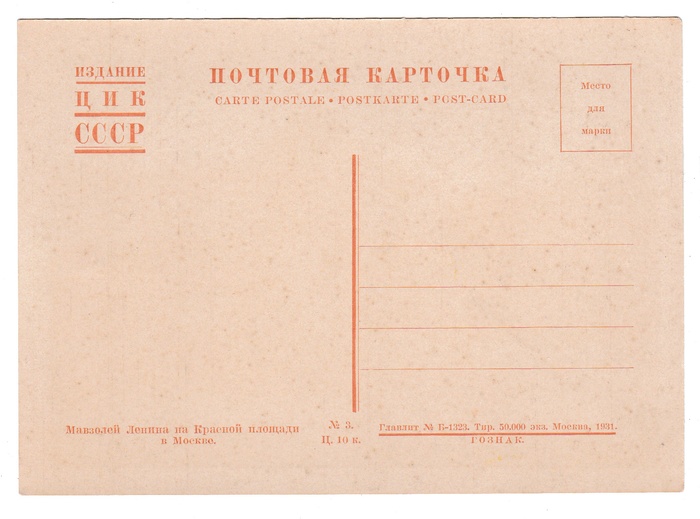 ИЗДАНИЕ
ЦИК
СССР
ПОЧТОВАЯ КАРТОЧКА
CARTE POSTALE • POSTKARTE • POST-CARD
Место
для
марки
Мавзолей Ленина на Красной площади
в Москве.
№ 3.
Ц. 10 к.
Главлит № Б-1323. Тир. 50.000 экз. Москва, 1931.
ГОЗНАК.